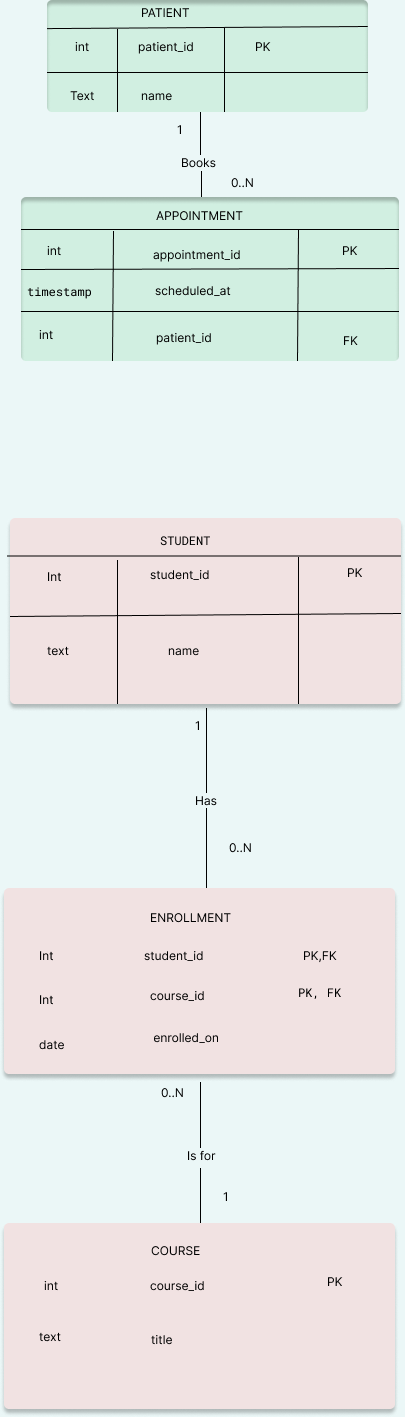 PATIENT
int patient_id PK
Text name
1
Books
0..N
APPOINTMENT
int appointment_id PK
timestamp scheduled_at
int patient_id FK
STUDENT
Int student_id PK
text name
1
Has
0..N
ENROLLMENT
Int student_id PK,FK
Int course_id PK, FK
date enrolled_on
0..N
Is for
1
COURSE
int course_id PK
text title